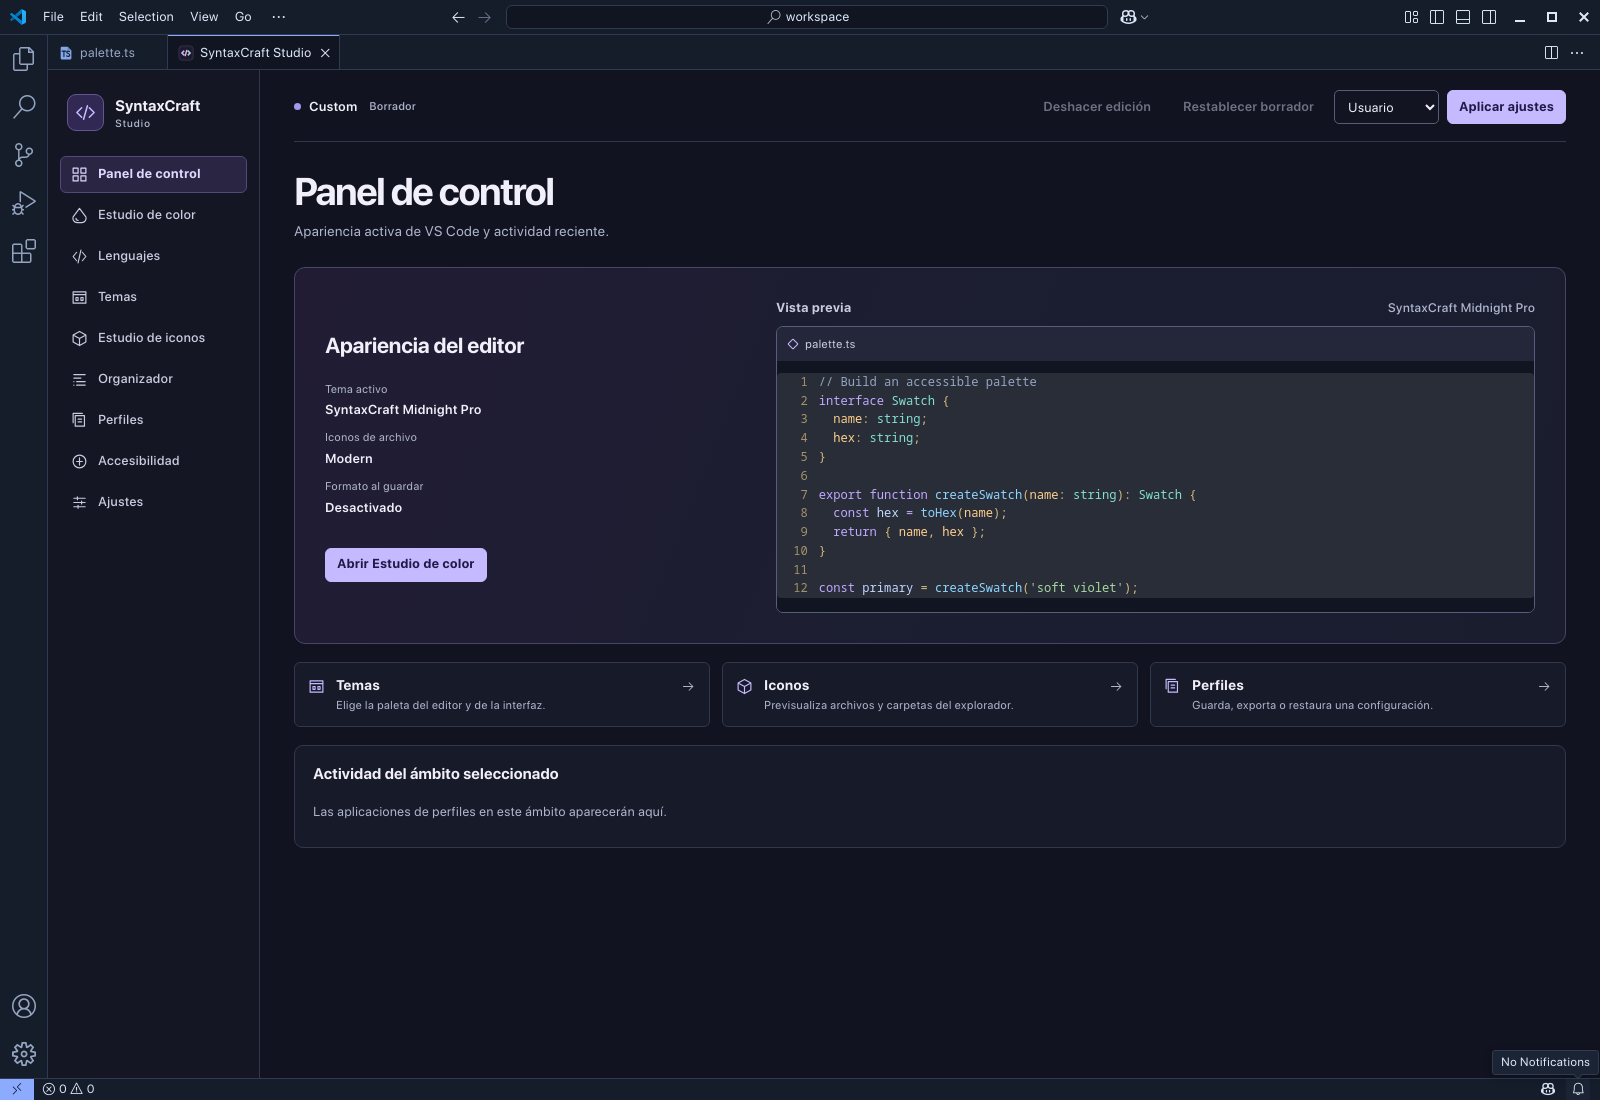 File Edit Selection View Go ···
workspace
palette.ts
SyntaxCraft Studio
SyntaxCraft
Studio
Panel de control
Estudio de color
Lenguajes
Temas
Estudio de iconos
Organizador
Perfiles
Accesibilidad
Ajustes
Custom Borrador
Deshacer edición
Restablecer borrador
Usuario
Aplicar ajustes
Panel de control
Apariencia activa de VS Code y actividad reciente.
Apariencia del editor
Tema activo
SyntaxCraft Midnight Pro
Iconos de archivo
Modern
Formato al guardar
Desactivado
Abrir Estudio de color
Vista previa
SyntaxCraft Midnight Pro
palette.ts
1 // Build an accessible palette
2 interface Swatch {
3   name: string;
4   hex: string;
5 }
6
7 export function createSwatch(name: string): Swatch {
8   const hex = toHex(name);
9   return { name, hex };
10 }
11
12 const primary = createSwatch('soft violet');
Temas
Elige la paleta del editor y de la interfaz.
Iconos
Previsualiza archivos y carpetas del explorador.
Perfiles
Guarda, exporta o restaura una configuración.
Actividad del ámbito seleccionado
Las aplicaciones de perfiles en este ámbito aparecerán aquí.
No Notifications
0 0